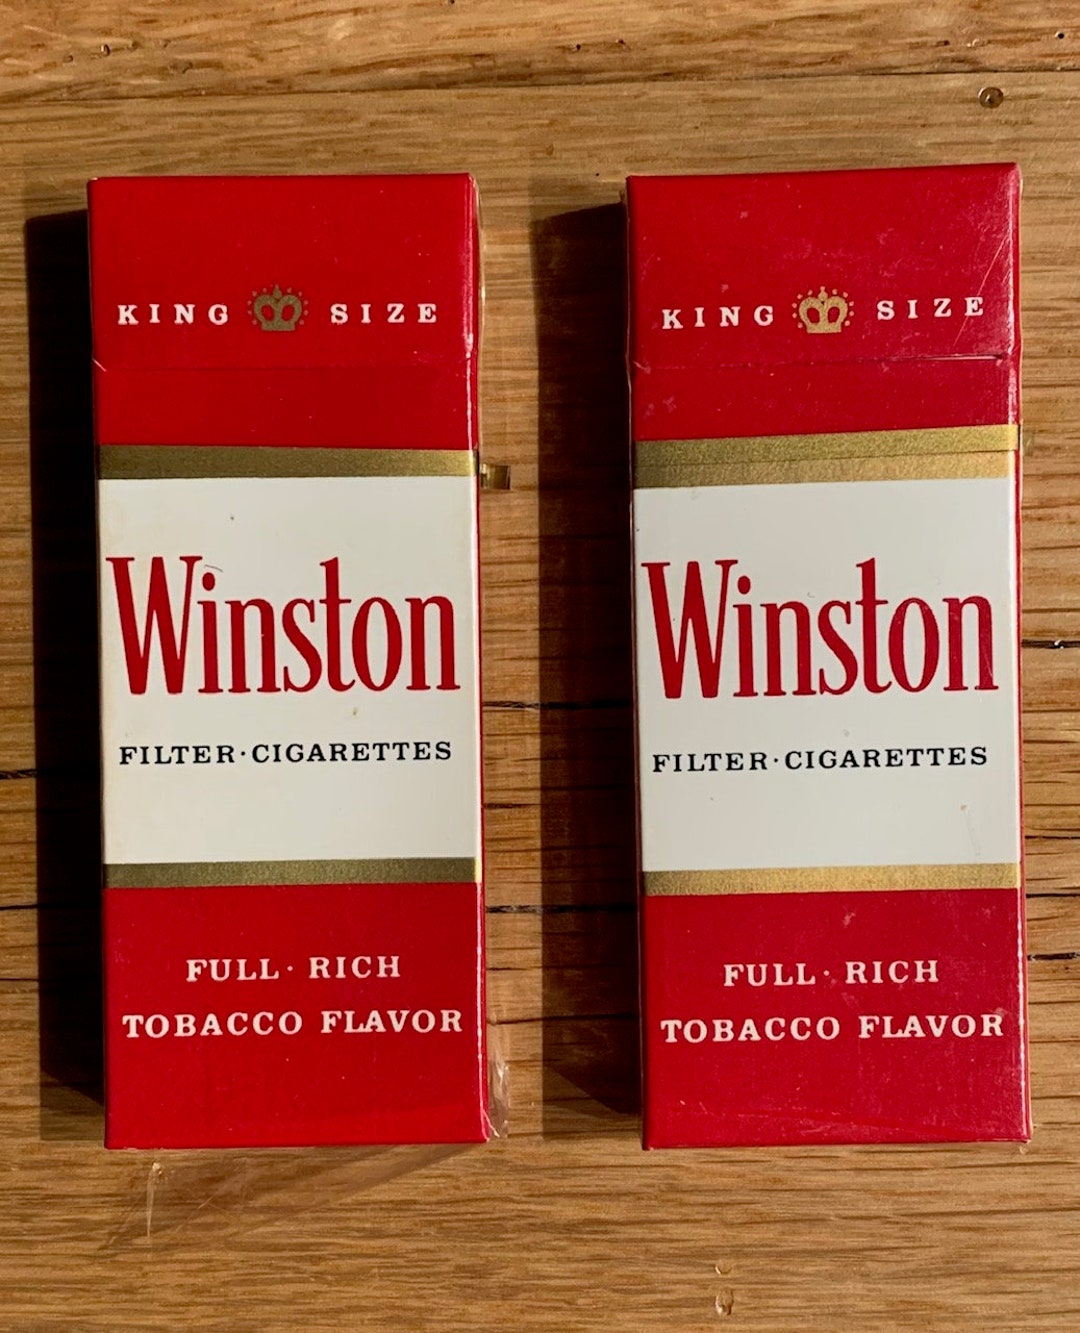 KING SIZE
Winston
FILTER·CIGARETTES
FULL·RICH
TOBACCO FLAVOR
KING SIZE
Winston
FILTER·CIGARETTES
FULL·RICH
TOBACCO FLAVOR